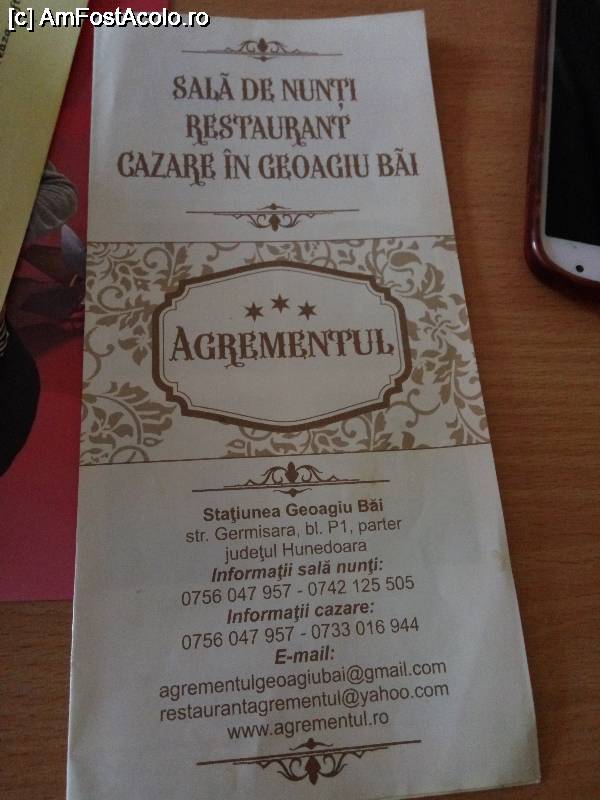 [c] AmFostAcolo.ro
SALĂ DE NUNȚI
RESTAURANT
CAZARE ÎN GEOAGIU BĂI
AGREMENTUL
Staţiunea Geoagiu Băi
str. Germisara, bl. P1, parter
judeţul Hunedoara
Informaţii sală nunţi:
0756 047 957 - 0742 125 505
Informaţii cazare:
0756 047 957 - 0733 016 944
E-mail:
agrementulgeoagiubai@gmail.com
restaurantagrementul@yahoo.com
www.agrementul.ro